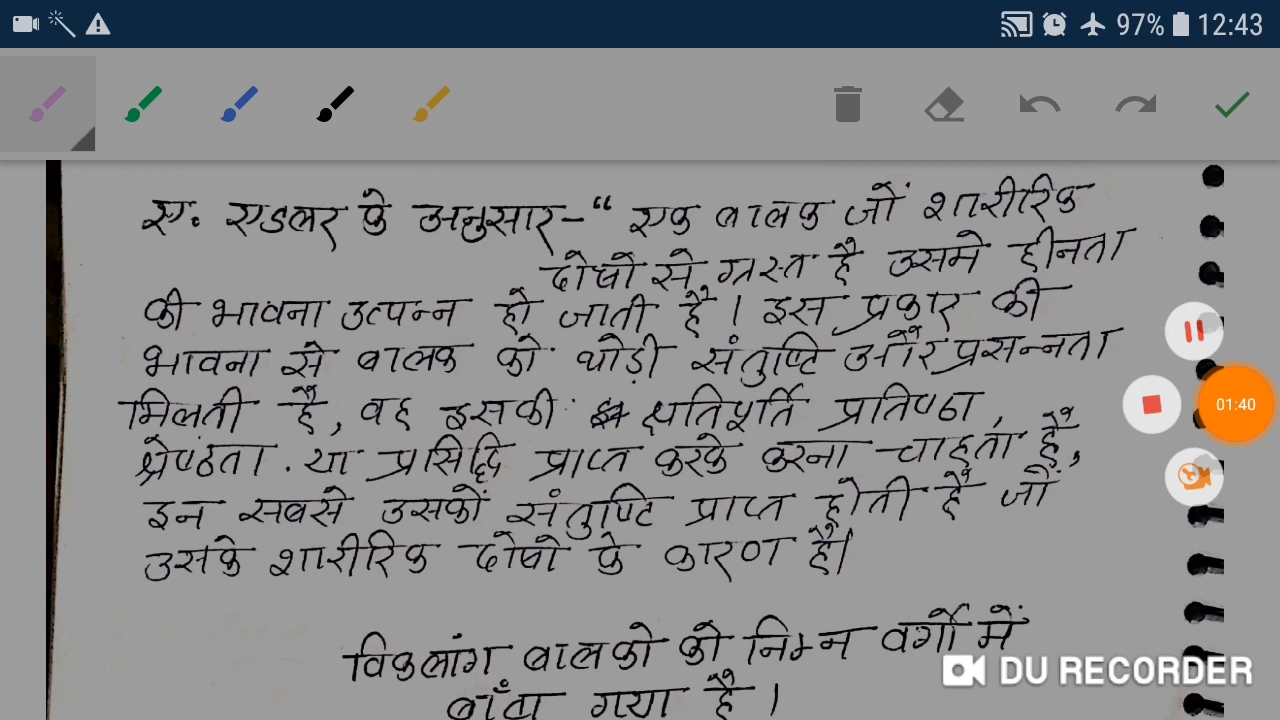 97% 12:43
ए. एडलर के अनुसार-“ एक बालक जों शारीरिक
दोषो से ग्रस्त है उसमे हीनता
की भावना उत्पन्न हो जाती है। इस प्रकार की
भावना से बालक को थोड़ी संतुष्टि और प्रसन्नता
मिलती है, वह इसकी क्षतिपूर्ति प्रतिष्ठा,
श्रेष्ठता. या प्रसिद्धि प्राप्त करके करना चाहता है,
इन सबसे उसकों संतुष्टि प्राप्त होती है जों
उसके शारीरिक दोषो के कारण है।
01:40
विकलांग बालको को निम्न वर्गो में
बाँटा गया है।
DU RECORDER